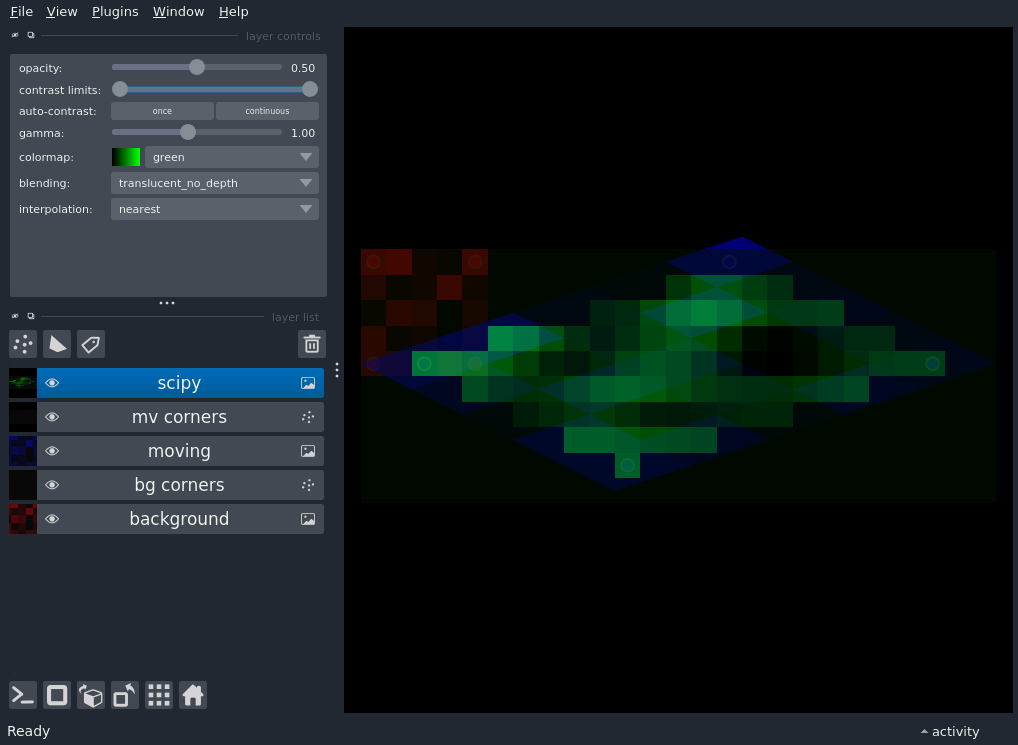 File View Plugins Window Help
layer controls
opacity: 0.50
contrast limits:
auto-contrast: once continuous
gamma: 1.00
colormap: green
blending: translucent_no_depth
interpolation: nearest
layer list
scipy
mv corners
moving
bg corners
background
Ready activity